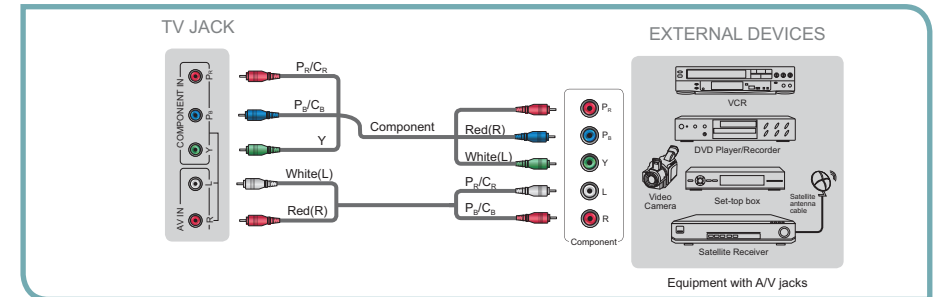 TV JACK
EXTERNAL DEVICES
COMPONENT IN
PR
PB
Y
AV IN
L
R
PR/CR
PB/CB
Y
White(L)
Red(R)
Component
Red(R)
White(L)
PR/CR
PB/CB
PR
PB
Y
L
R
Component
VCR
DVD Player/Recorder
Video
Camera
Set-top box
Satellite
antenna
cable
Satellite Receiver
Equipment with A/V jacks